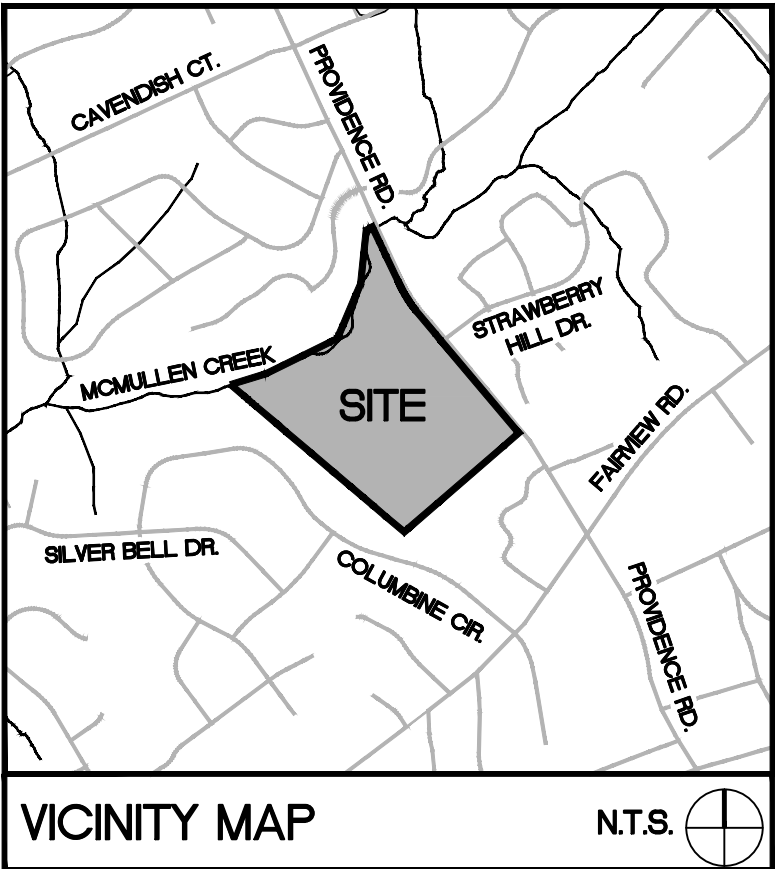 CAVENDISH CT.
PROVIDENCE RD.
STRAWBERRY
HILL DR.
MCMULLEN CREEK
SITE
FAIRVIEW RD.
SILVER BELL DR.
COLUMBINE CIR.
PROVIDENCE RD.
VICINITY MAP
N.T.S.